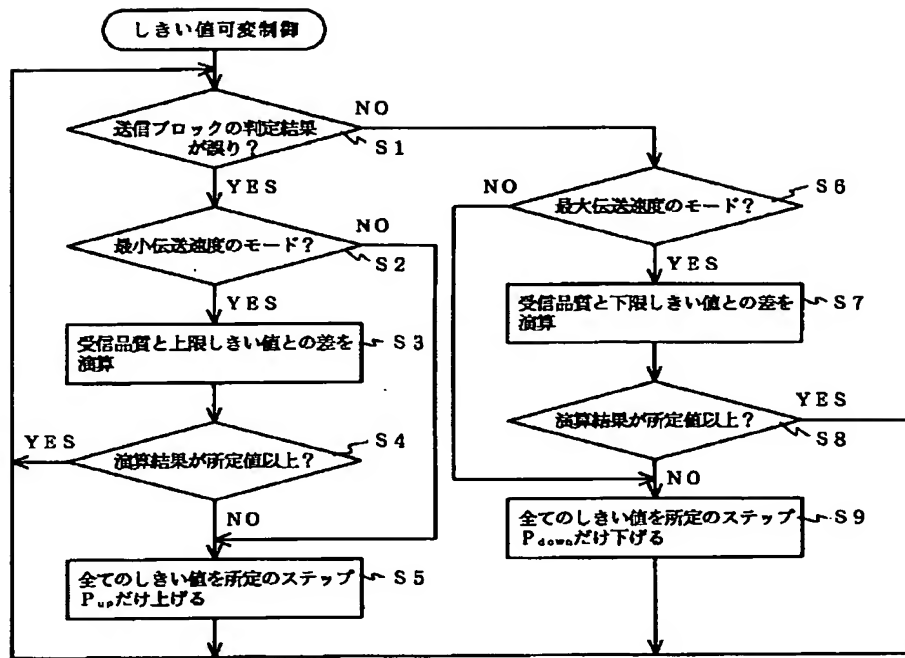 しきい値可変制御
送信ブロックの判定結果
が誤り？
NO
S1
YES
最小伝送速度のモード？
NO
S2
YES
受信品質と上限しきい値との差を
演算
S3
YES
演算結果が所定値以上？
S4
NO
全てのしきい値を所定のステップ
Pupだけ上げる
S5
NO
最大伝送速度のモード？
S6
YES
受信品質と下限しきい値との差を
演算
S7
演算結果が所定値以上？
YES
S8
NO
全てのしきい値を所定のステップ
Pdownだけ下げる
S9